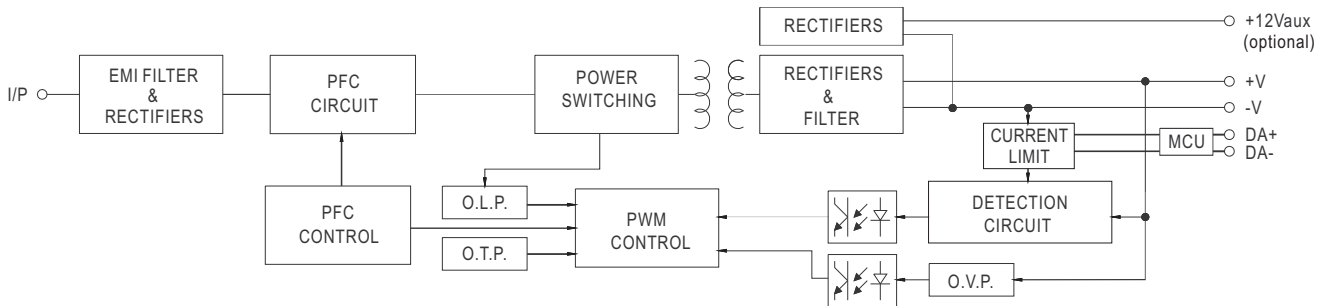 I/P
EMI FILTER
&
RECTIFIERS
PFC
CIRCUIT
POWER
SWITCHING
RECTIFIERS
RECTIFIERS
&
FILTER
+12Vaux
(optional)
+V
-V
CURRENT
LIMIT
MCU
DA+
DA-
PFC
CONTROL
O.L.P.
O.T.P.
PWM
CONTROL
DETECTION
CIRCUIT
O.V.P.